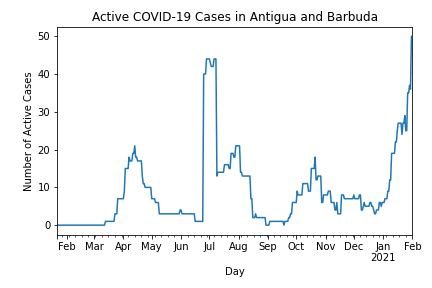 Active COVID-19 Cases in Antigua and Barbuda
Number of Active Cases
50
40
30
20
10
0
Feb Mar Apr May Jun Jul Aug Sep Oct Nov Dec Jan Feb
2021
Day